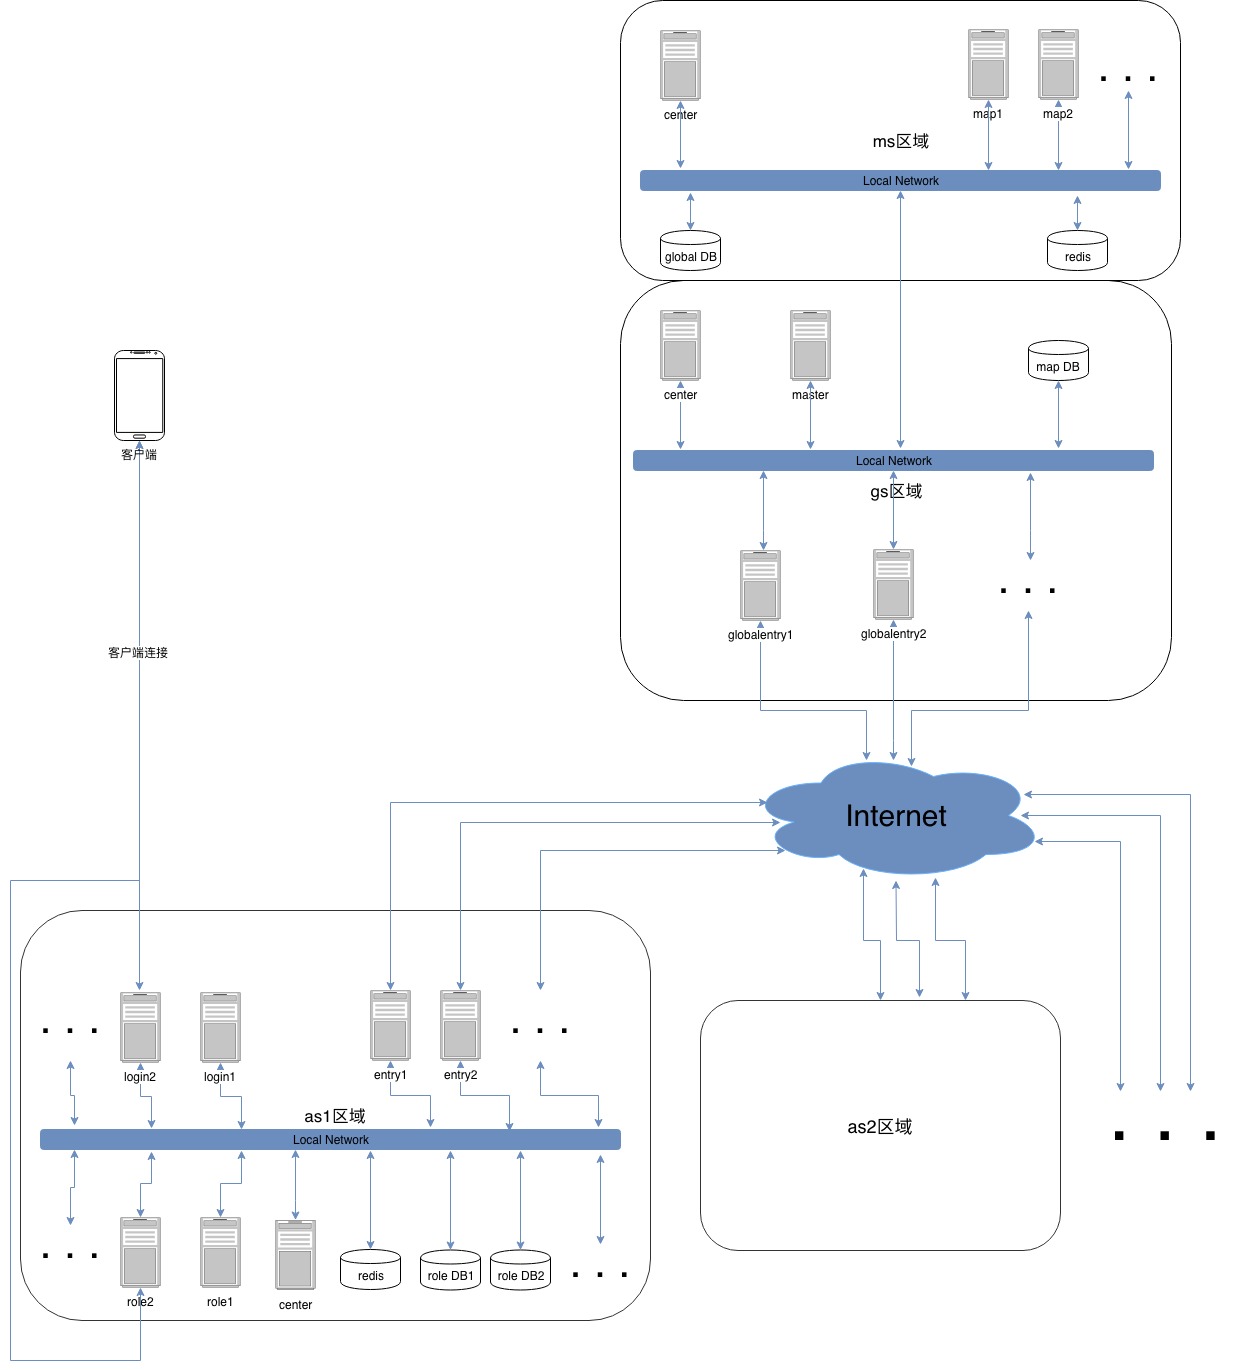 center
map1
map2
. . .
ms区域
Local Network
global DB
redis
center
master
map DB
Local Network
gs区域
客户端
globalentry1
globalentry2
. . .
客户端连接
Internet
. . .
login2
login1
entry1
entry2
. . .
as1区域
Local Network
as2区域
. . .
. . .
role2
role1
center
redis
role DB1
role DB2
. . .